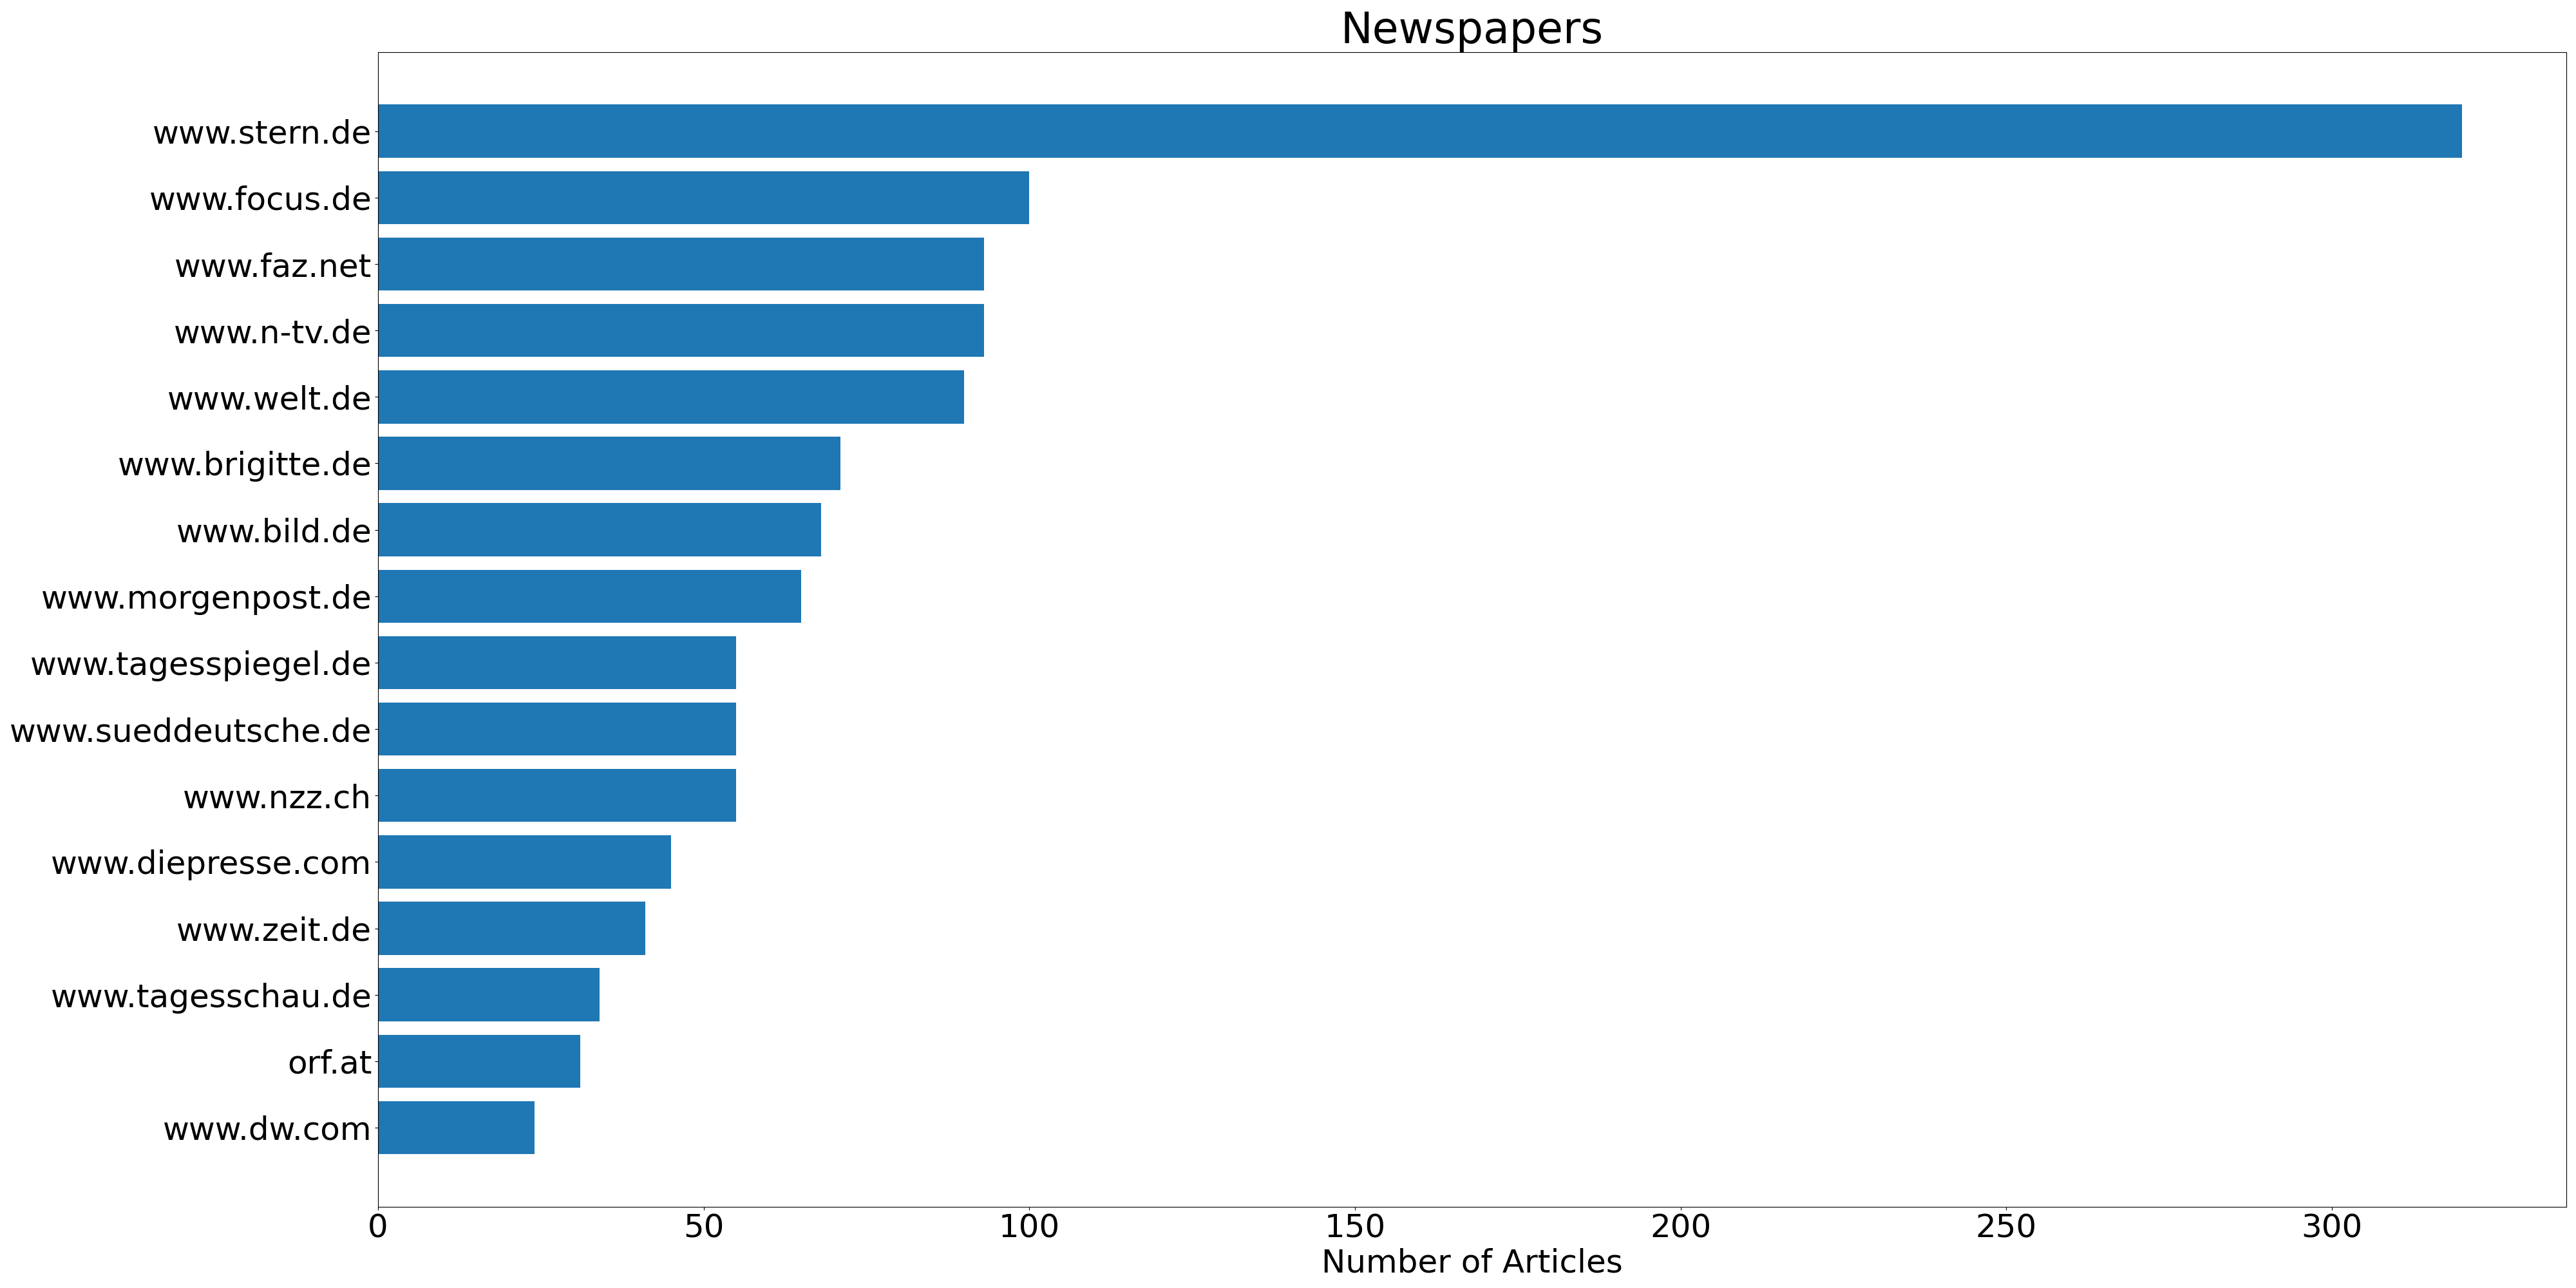 Newspapers
www.stern.de
www.focus.de
www.faz.net
www.n-tv.de
www.welt.de
www.brigitte.de
www.bild.de
www.morgenpost.de
www.tagesspiegel.de
www.sueddeutsche.de
www.nzz.ch
www.diepresse.com
www.zeit.de
www.tagesschau.de
orf.at
www.dw.com
0 50 100 150 200 250 300
Number of Articles